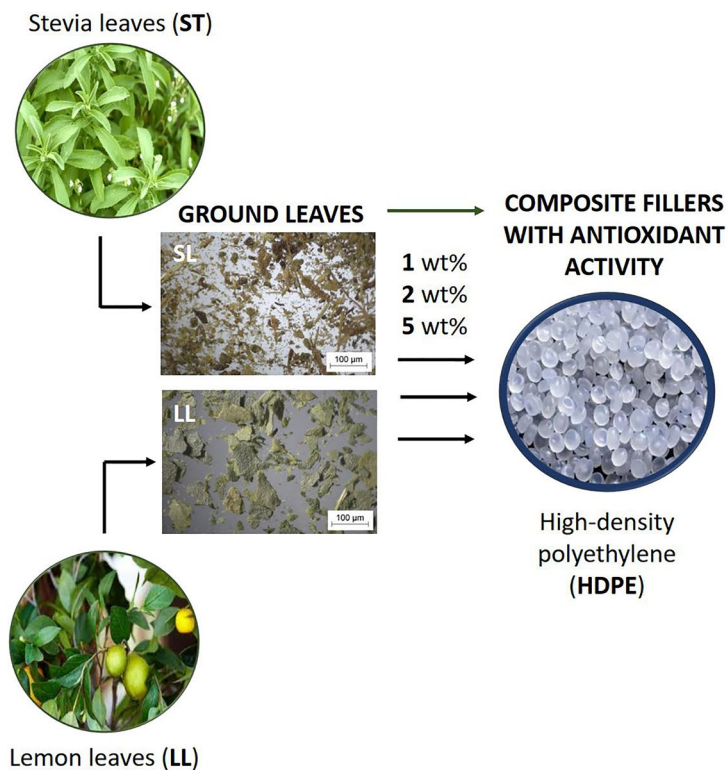 Stevia leaves (ST)
GROUND LEAVES
SL
100 µm
LL
100 µm
1 wt%
2 wt%
5 wt%
COMPOSITE FILLERS
WITH ANTIOXIDANT
ACTIVITY
High-density
polyethylene
(HDPE)
Lemon leaves (LL)